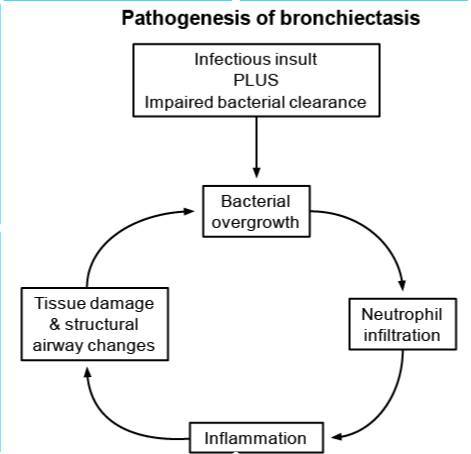 Pathogenesis of bronchiectasis
Infectious insult
PLUS
Impaired bacterial clearance
Bacterial
overgrowth
Neutrophil
infiltration
Inflammation
Tissue damage
& structural
airway changes